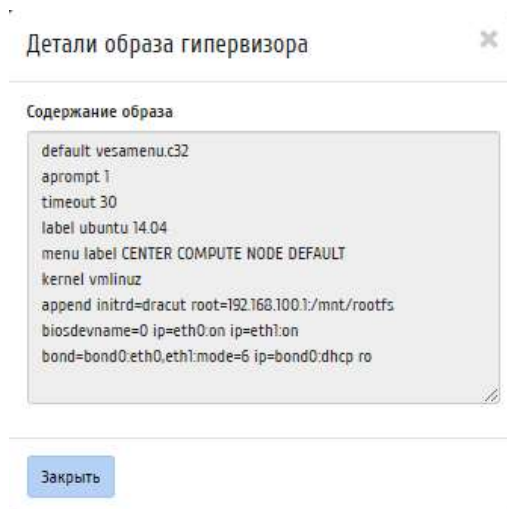 Детали образа гипервизора
×
Содержание образа
default vesamenu.c32
aprompt 1
timeout 30
label ubuntu 14.04
menu label CENTER COMPUTE NODE DEFAULT
kernel vmlinuz
append initrd=dracut root=192.168.100.1:/mnt/rootfs
biosdevname=0 ip=eth0:on ip=eth1:on
bond=bond0:eth0,eth1:mode=6 ip=bond0:dhcp ro
Закрыть